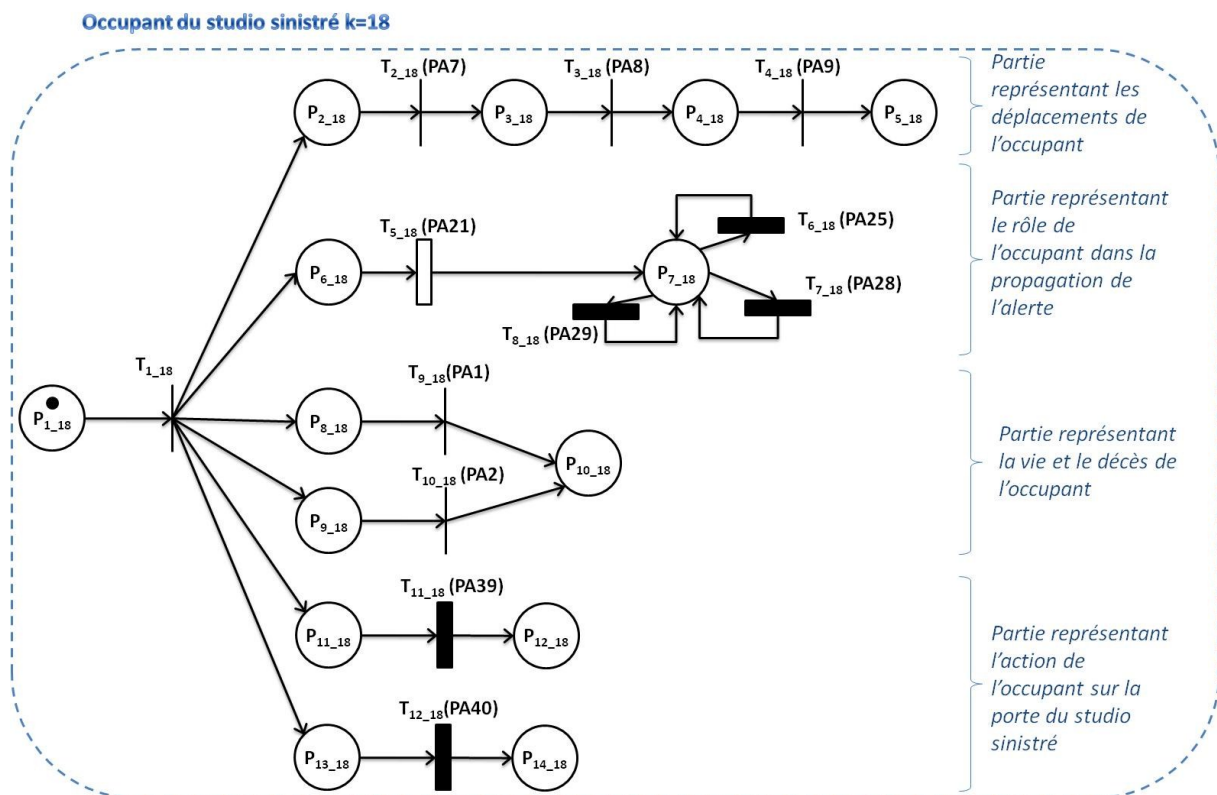 Occupant du studio sinistré k=18
T2_18 (PA7)
T3_18 (PA8)
T4_18 (PA9)
P2_18
P3_18
P4_18
P5_18
Partie
représentant les
déplacements de
l'occupant
T5_18 (PA21)
T6_18 (PA25)
P6_18
P7_18
T7_18 (PA28)
T8_18 (PA29)
Partie représentant
le rôle de
l'occupant dans la
propagation de
l'alerte
T1_18
P1_18
T9_18(PA1)
P8_18
P10_18
T10_18 (PA2)
P9_18
Partie représentant
la vie et le décès de
l'occupant
T11_18 (PA39)
P11_18
P12_18
T12_18(PA40)
P13_18
P14_18
Partie représentant
l'action de
l'occupant sur la
porte du studio
sinistré